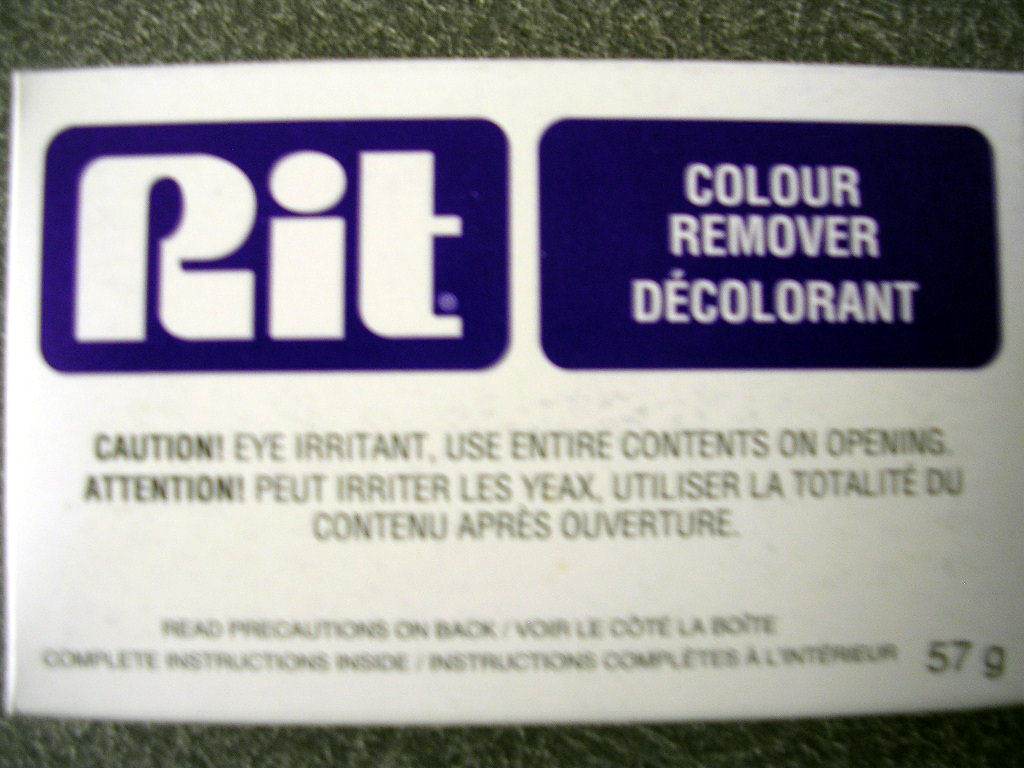 Rit®
COLOUR
REMOVER
DÉCOLORANT
CAUTION! EYE IRRITANT, USE ENTIRE CONTENTS ON OPENING.
ATTENTION! PEUT IRRITER LES YEAX, UTILISER LA TOTALITÉ DU
CONTENU APRÈS OUVERTURE.
READ PRECAUTIONS ON BACK / VOIR LE CÔTÉ LA BOÎTE
COMPLETE INSTRUCTIONS INSIDE / INSTRUCTIONS COMPLÈTES À L'INTÉRIEUR
57 g